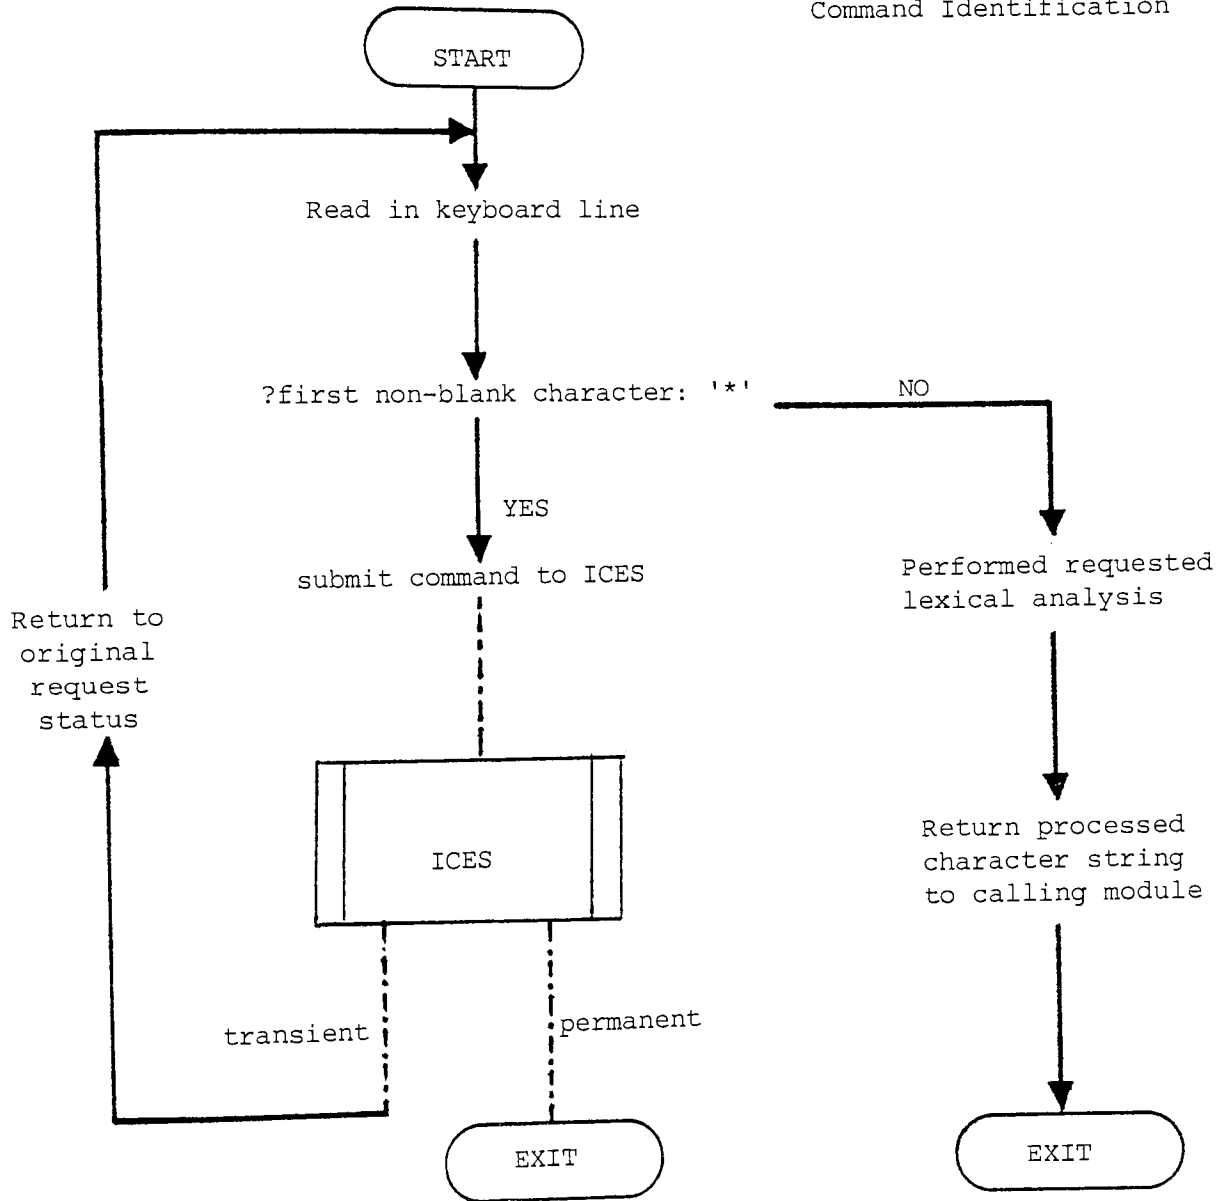 Command Identification
START
Read in keyboard line
?first non-blank character: '*'
NO
YES
submit command to ICES
Performed requested
lexical analysis
Return to
original
request
status
ICES
Return processed
character string
to calling module
transient
permanent
EXIT
EXIT